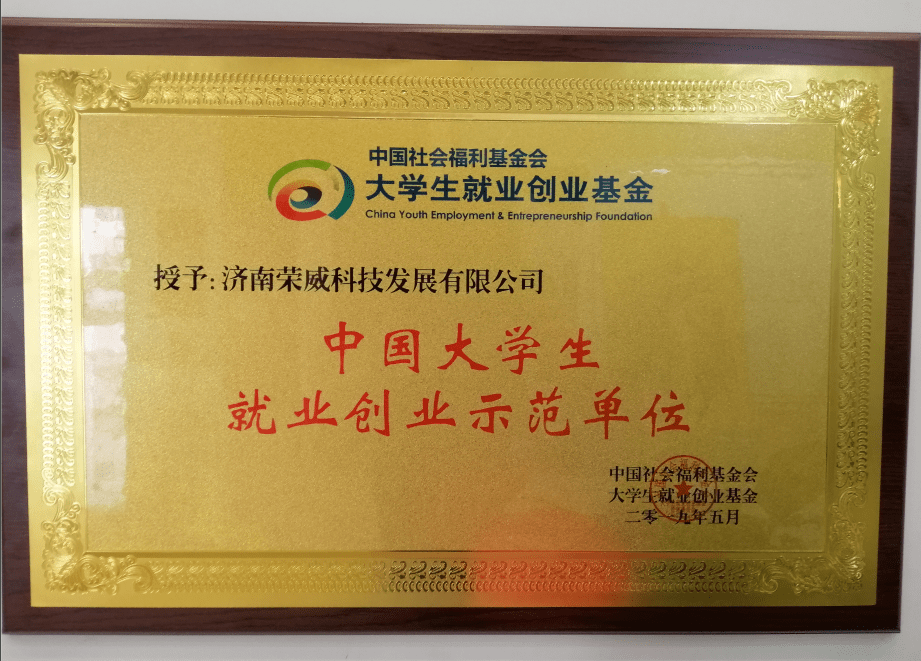 中国社会福利基金会
大学生就业创业基金
China Youth Employment & Entrepreneurship Foundation
授予:济南荣威科技发展有限公司
中国大学生
就业创业示范单位
中国社会福利基金会
大学生就业创业基金
二零一九年五月